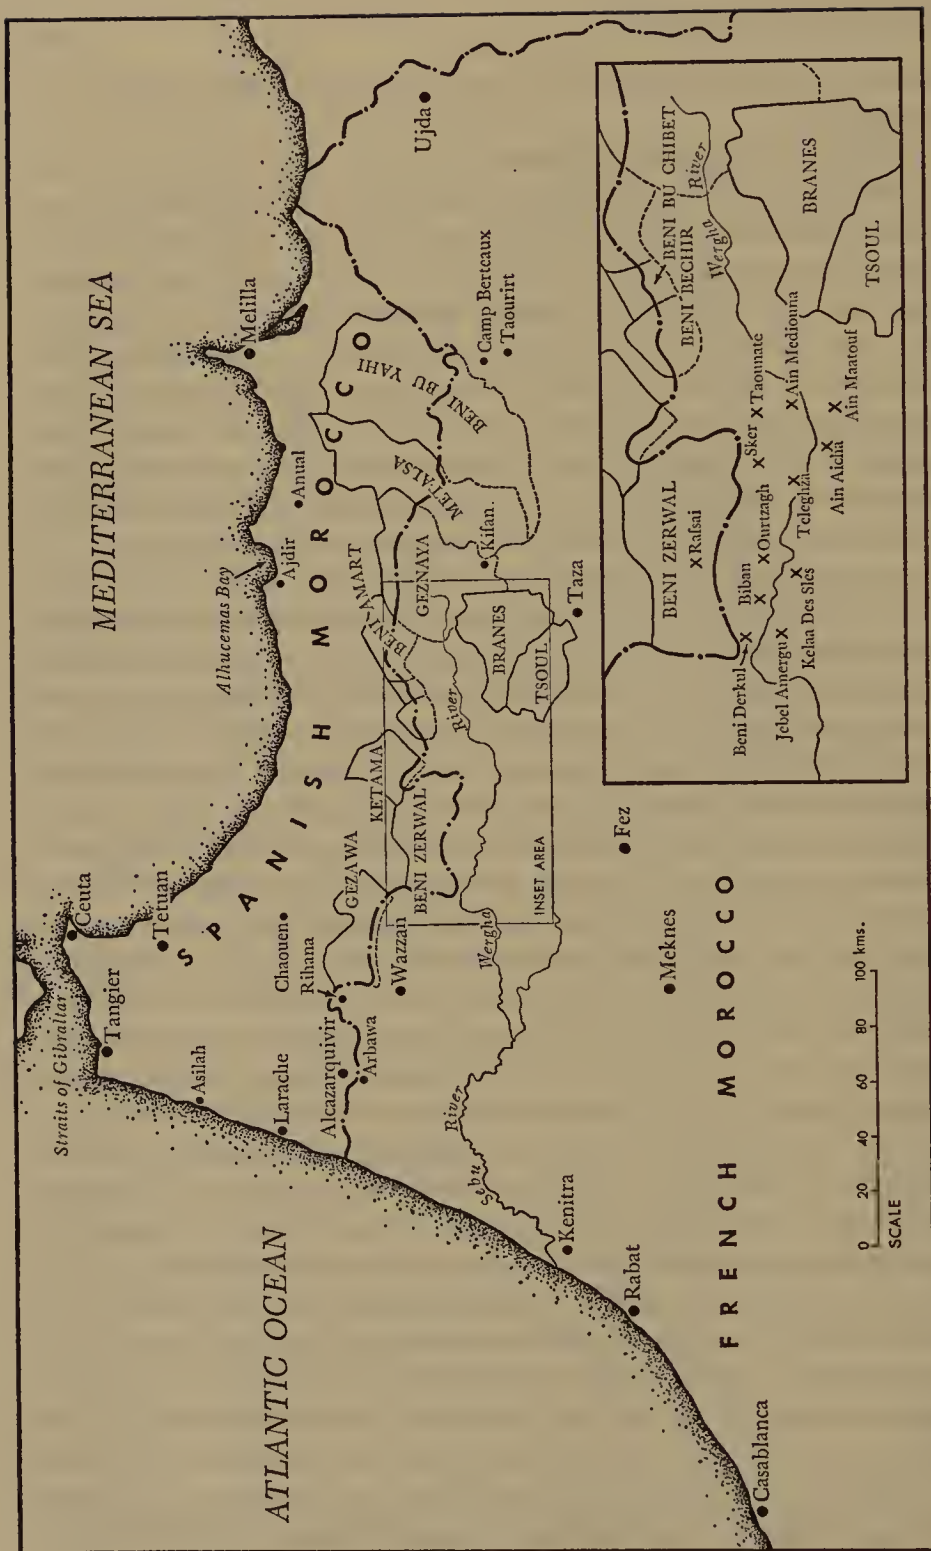 MEDITERRANEAN SEA
ATLANTIC OCEAN
Straits of Gibraltar
Ceuta
Tangier
Tetuan
Asilah
Larache
Chaouen
Rihana
Alcazarquivir
Arbawa
Wazzan
SPANISH MOROCCO
Alhucemas Bay
Ajdir
Anual
Melilla
Ujda
Camp Berteaux
Taourirt
GEZAWA
KETAMA
BENI ZERWAL
BENI AMART
GEZNAYA
METALSA
BENI BU YAHI
Kifan.
BRANES
TSOUL
Taza
River
Wergha
INSET AREA
Sebu
River
Kenitra
Rabat
Casablanca
Meknes
Fez
FRENCH MOROCCO
0 20 40 60 80 100 kms.
SCALE
BENI BU CHIBET
BENI BECHIR
Wergha River
BENI ZERWAL
Rafsai
BRANES
TSOUL
Beni Derkul
Biban
Ourtzagh
Sker
Taounate
Jebel Amergu
Kelaa Des Sles
Teleghza
Ain Mediouna
Ain Aicha
Ain Maatouf